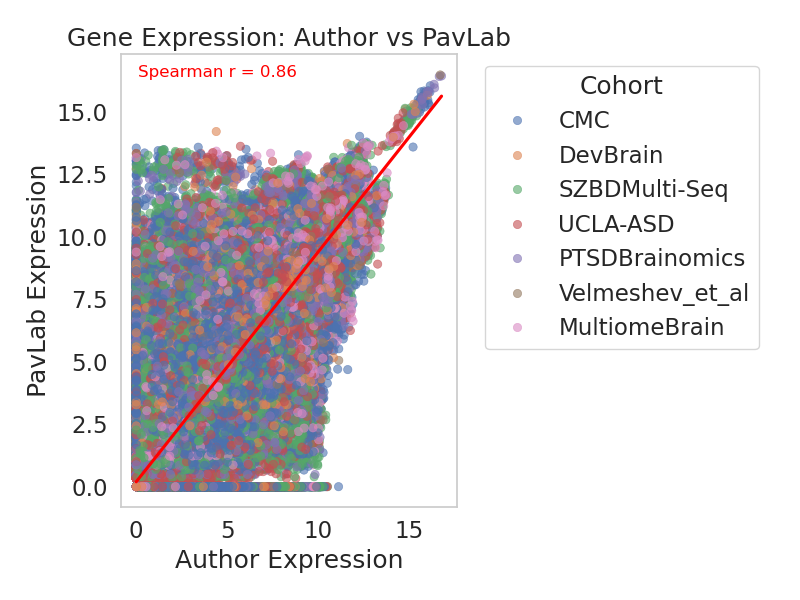 Gene Expression: Author vs PavLab
Spearman r = 0.86
PavLab Expression
15.0
12.5
10.0
7.5
5.0
2.5
0.0
0 5 10 15
Author Expression
Cohort
CMC
DevBrain
SZBDMulti-Seq
UCLA-ASD
PTSDBrainomics
Velmeshev_et_al
MultiomeBrain